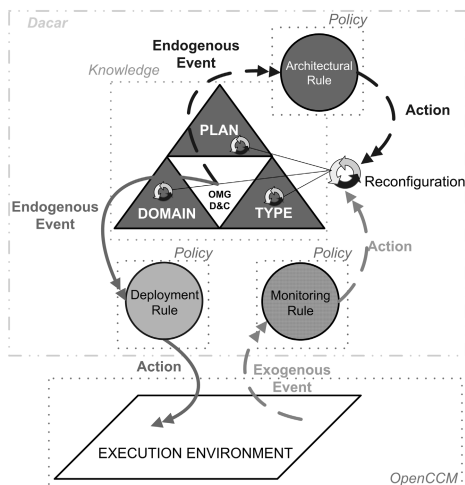 Dacar
Policy
Endogenous
Event
Architectural
Rule
Knowledge
Action
PLAN
OMG
D&C
DOMAIN
TYPE
Reconfiguration
Endogenous
Event
Policy
Policy
Action
Deployment
Rule
Monitoring
Rule
Action
Exogenous
Event
EXECUTION ENVIRONMENT
OpenCCM